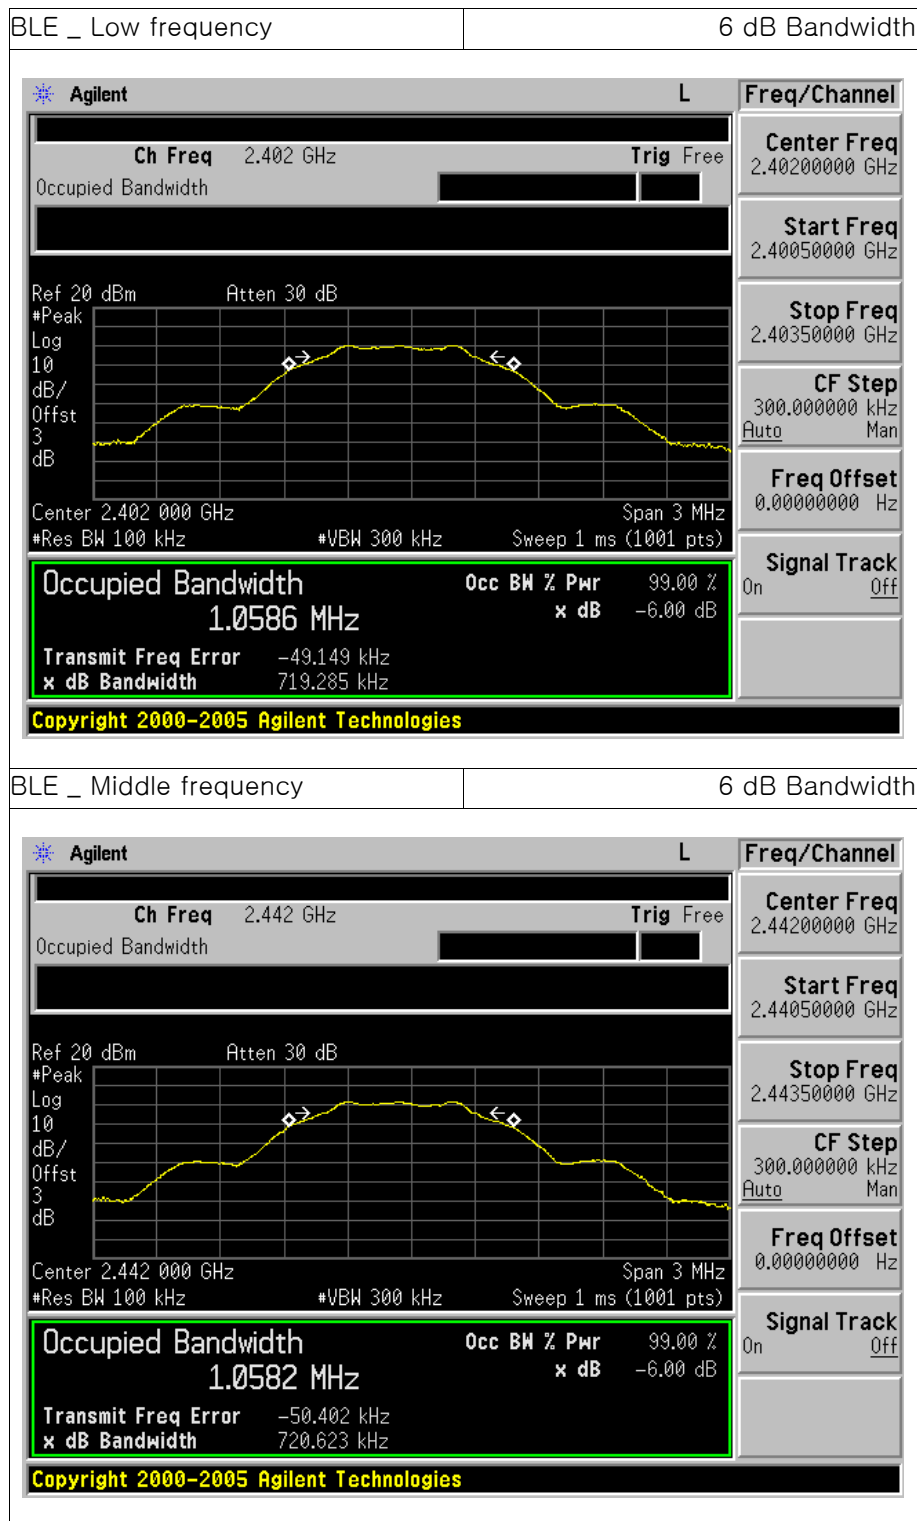 BLE _ Low frequency 6 dB Bandwidth
Agilent L Freq/Channel
Ch Freq 2.402 GHz Trig Free
Occupied Bandwidth
Center Freq
2.40200000 GHz
Start Freq
2.40050000 GHz
Stop Freq
2.40350000 GHz
CF Step
300.000000 kHz
Auto Man
Freq Offset
0.00000000 Hz
Signal Track
On Off
Ref 20 dBm Atten 30 dB
#Peak
Log
10
dB/
Offst
3
dB
Center 2.402 000 GHz Span 3 MHz
#Res BW 100 kHz #VBW 300 kHz Sweep 1 ms (1001 pts)
Occupied Bandwidth Occ BW % Pwr 99.00 %
1.0586 MHz x dB -6.00 dB
Transmit Freq Error -49.149 kHz
x dB Bandwidth 719.285 kHz
Copyright 2000-2005 Agilent Technologies
BLE _ Middle frequency 6 dB Bandwidth
Agilent L Freq/Channel
Ch Freq 2.442 GHz Trig Free
Occupied Bandwidth
Center Freq
2.44200000 GHz
Start Freq
2.44050000 GHz
Stop Freq
2.44350000 GHz
CF Step
300.000000 kHz
Auto Man
Freq Offset
0.00000000 Hz
Signal Track
On Off
Ref 20 dBm Atten 30 dB
#Peak
Log
10
dB/
Offst
3
dB
Center 2.442 000 GHz Span 3 MHz
#Res BW 100 kHz #VBW 300 kHz Sweep 1 ms (1001 pts)
Occupied Bandwidth Occ BW % Pwr 99.00 %
1.0582 MHz x dB -6.00 dB
Transmit Freq Error -50.402 kHz
x dB Bandwidth 720.623 kHz
Copyright 2000-2005 Agilent Technologies